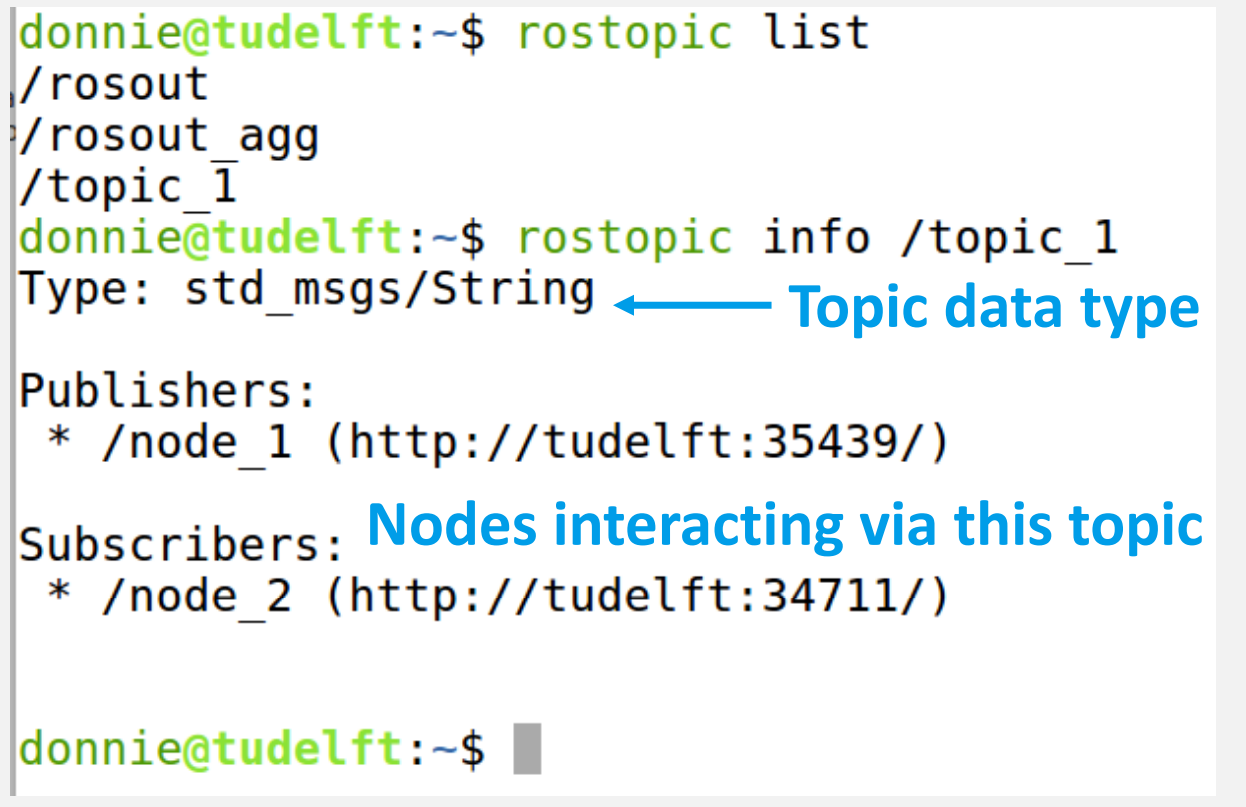 donnie@tudelft:~$ rostopic list
/rosout
/rosout_agg
/topic_1
donnie@tudelft:~$ rostopic info /topic_1
Type: std_msgs/String
Topic data type
Publishers:
* /node_1 (http://tudelft:35439/)
Nodes interacting via this topic
Subscribers:
* /node_2 (http://tudelft:34711/)
donnie@tudelft:~$